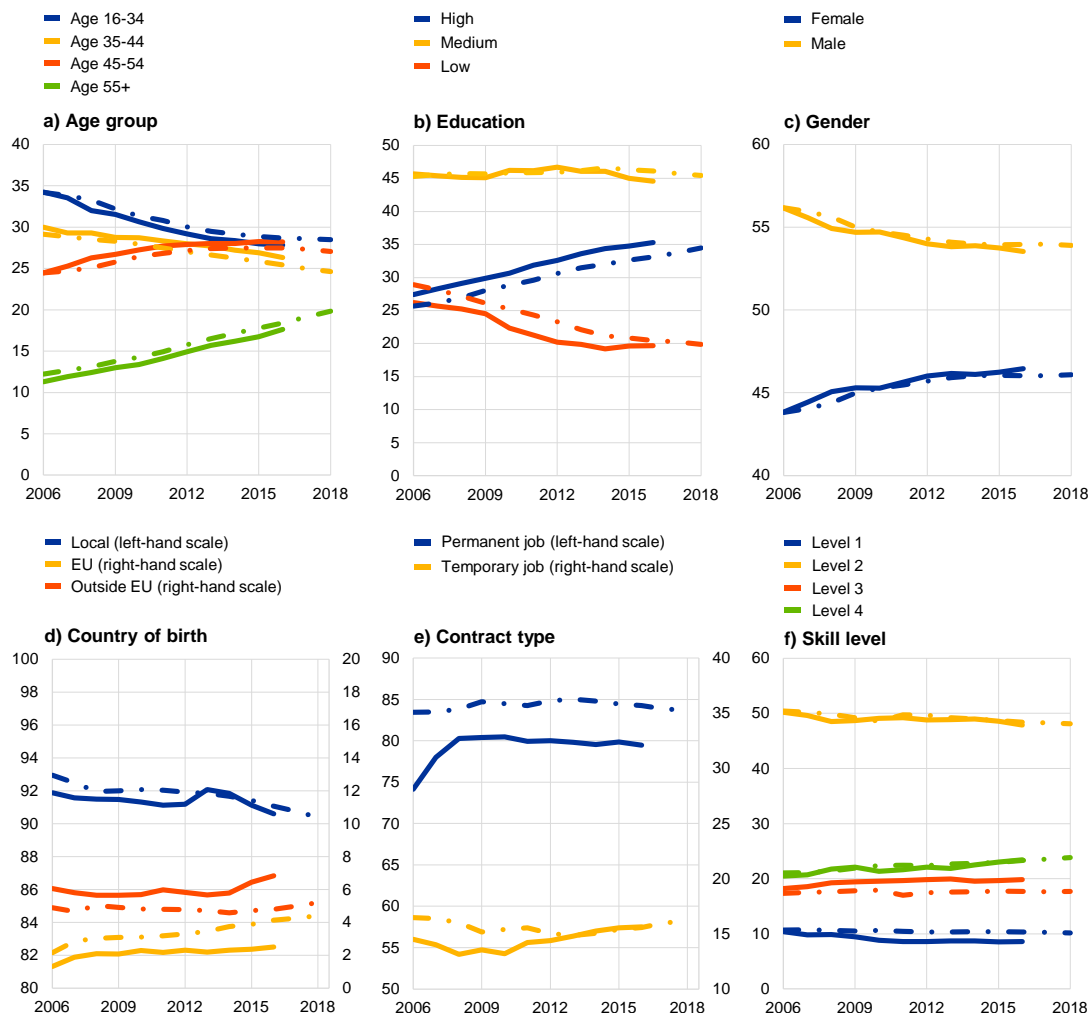 Age 16-34
Age 35-44
Age 45-54
Age 55+
a) Age group
40
35
30
25
20
15
10
5
0
2006 2009 2012 2015 2018
High
Medium
Low
b) Education
50
45
40
35
30
25
20
15
10
5
0
2006 2009 2012 2015 2018
Female
Male
c) Gender
60
55
50
45
40
2006 2009 2012 2015 2018
Local (left-hand scale)
EU (right-hand scale)
Outside EU (right-hand scale)
d) Country of birth
100 20
98 18
96 16
94 14
92 12
90 10
88 8
86 6
84 4
82 2
80 0
2006 2009 2012 2015 2018
Permanent job (left-hand scale)
Temporary job (right-hand scale)
e) Contract type
90
85
80
75
70
65
60
55
50
40
35
30
25
20
15
10
2006 2009 2012 2015 2018
Level 1
Level 2
Level 3
Level 4
f) Skill level
60
50
40
30
20
10
0
2006 2009 2012 2015 2018